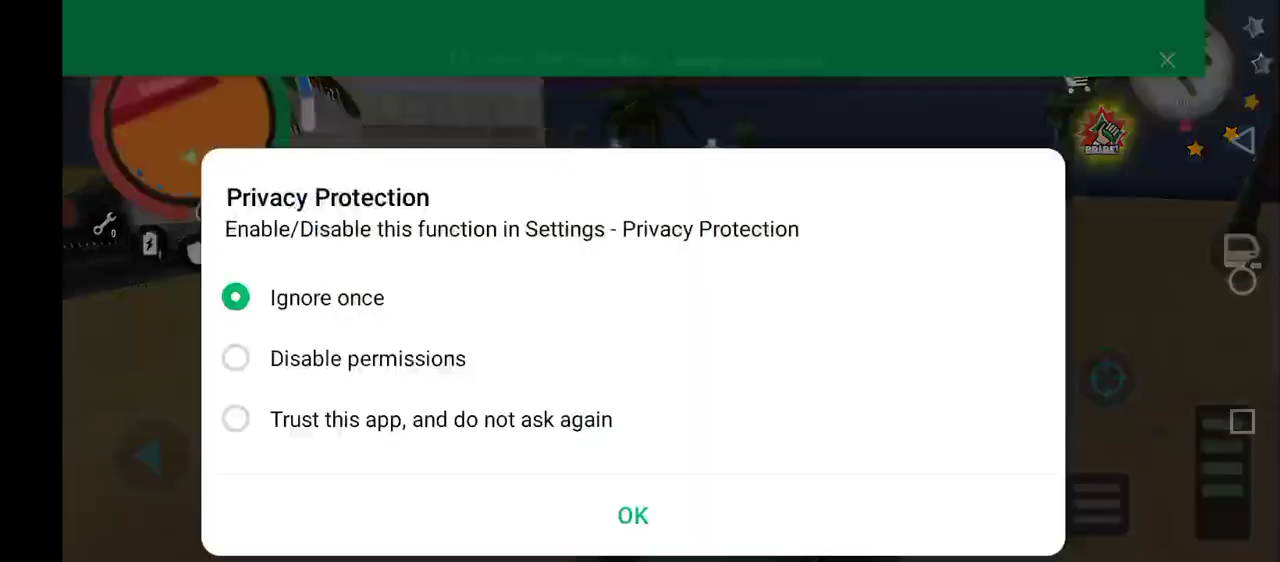 Privacy Protection
Enable/Disable this function in Settings - Privacy Protection
Ignore once
Disable permissions
Trust this app, and do not ask again
OK